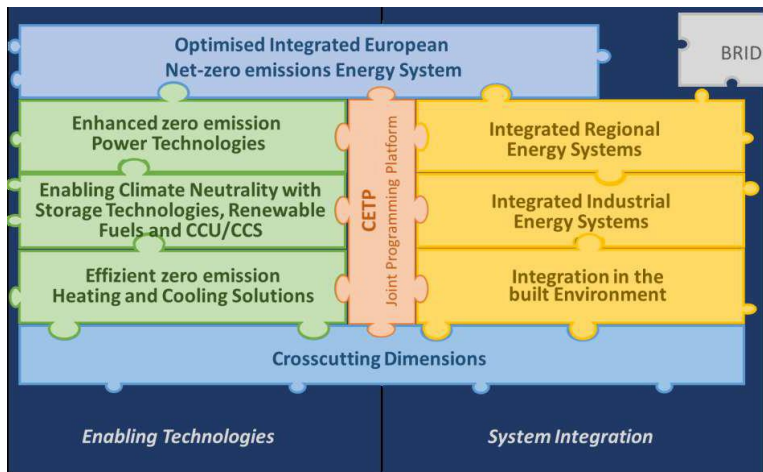 Optimised Integrated European
Net-zero emissions Energy System
BRID
Enhanced zero emission
Power Technologies
Enabling Climate Neutrality with
Storage Technologies, Renewable
Fuels and CCU/CCS
Effizient zero emission
Heating and Cooling Solutions
CETP
Joint Programming Platform
Integrated Regional
Energy Systems
Integrated Industrial
Energy Systems
Integration in the
built Environment
Crosscutting Dimensions
Enabling Technologies
System Integration